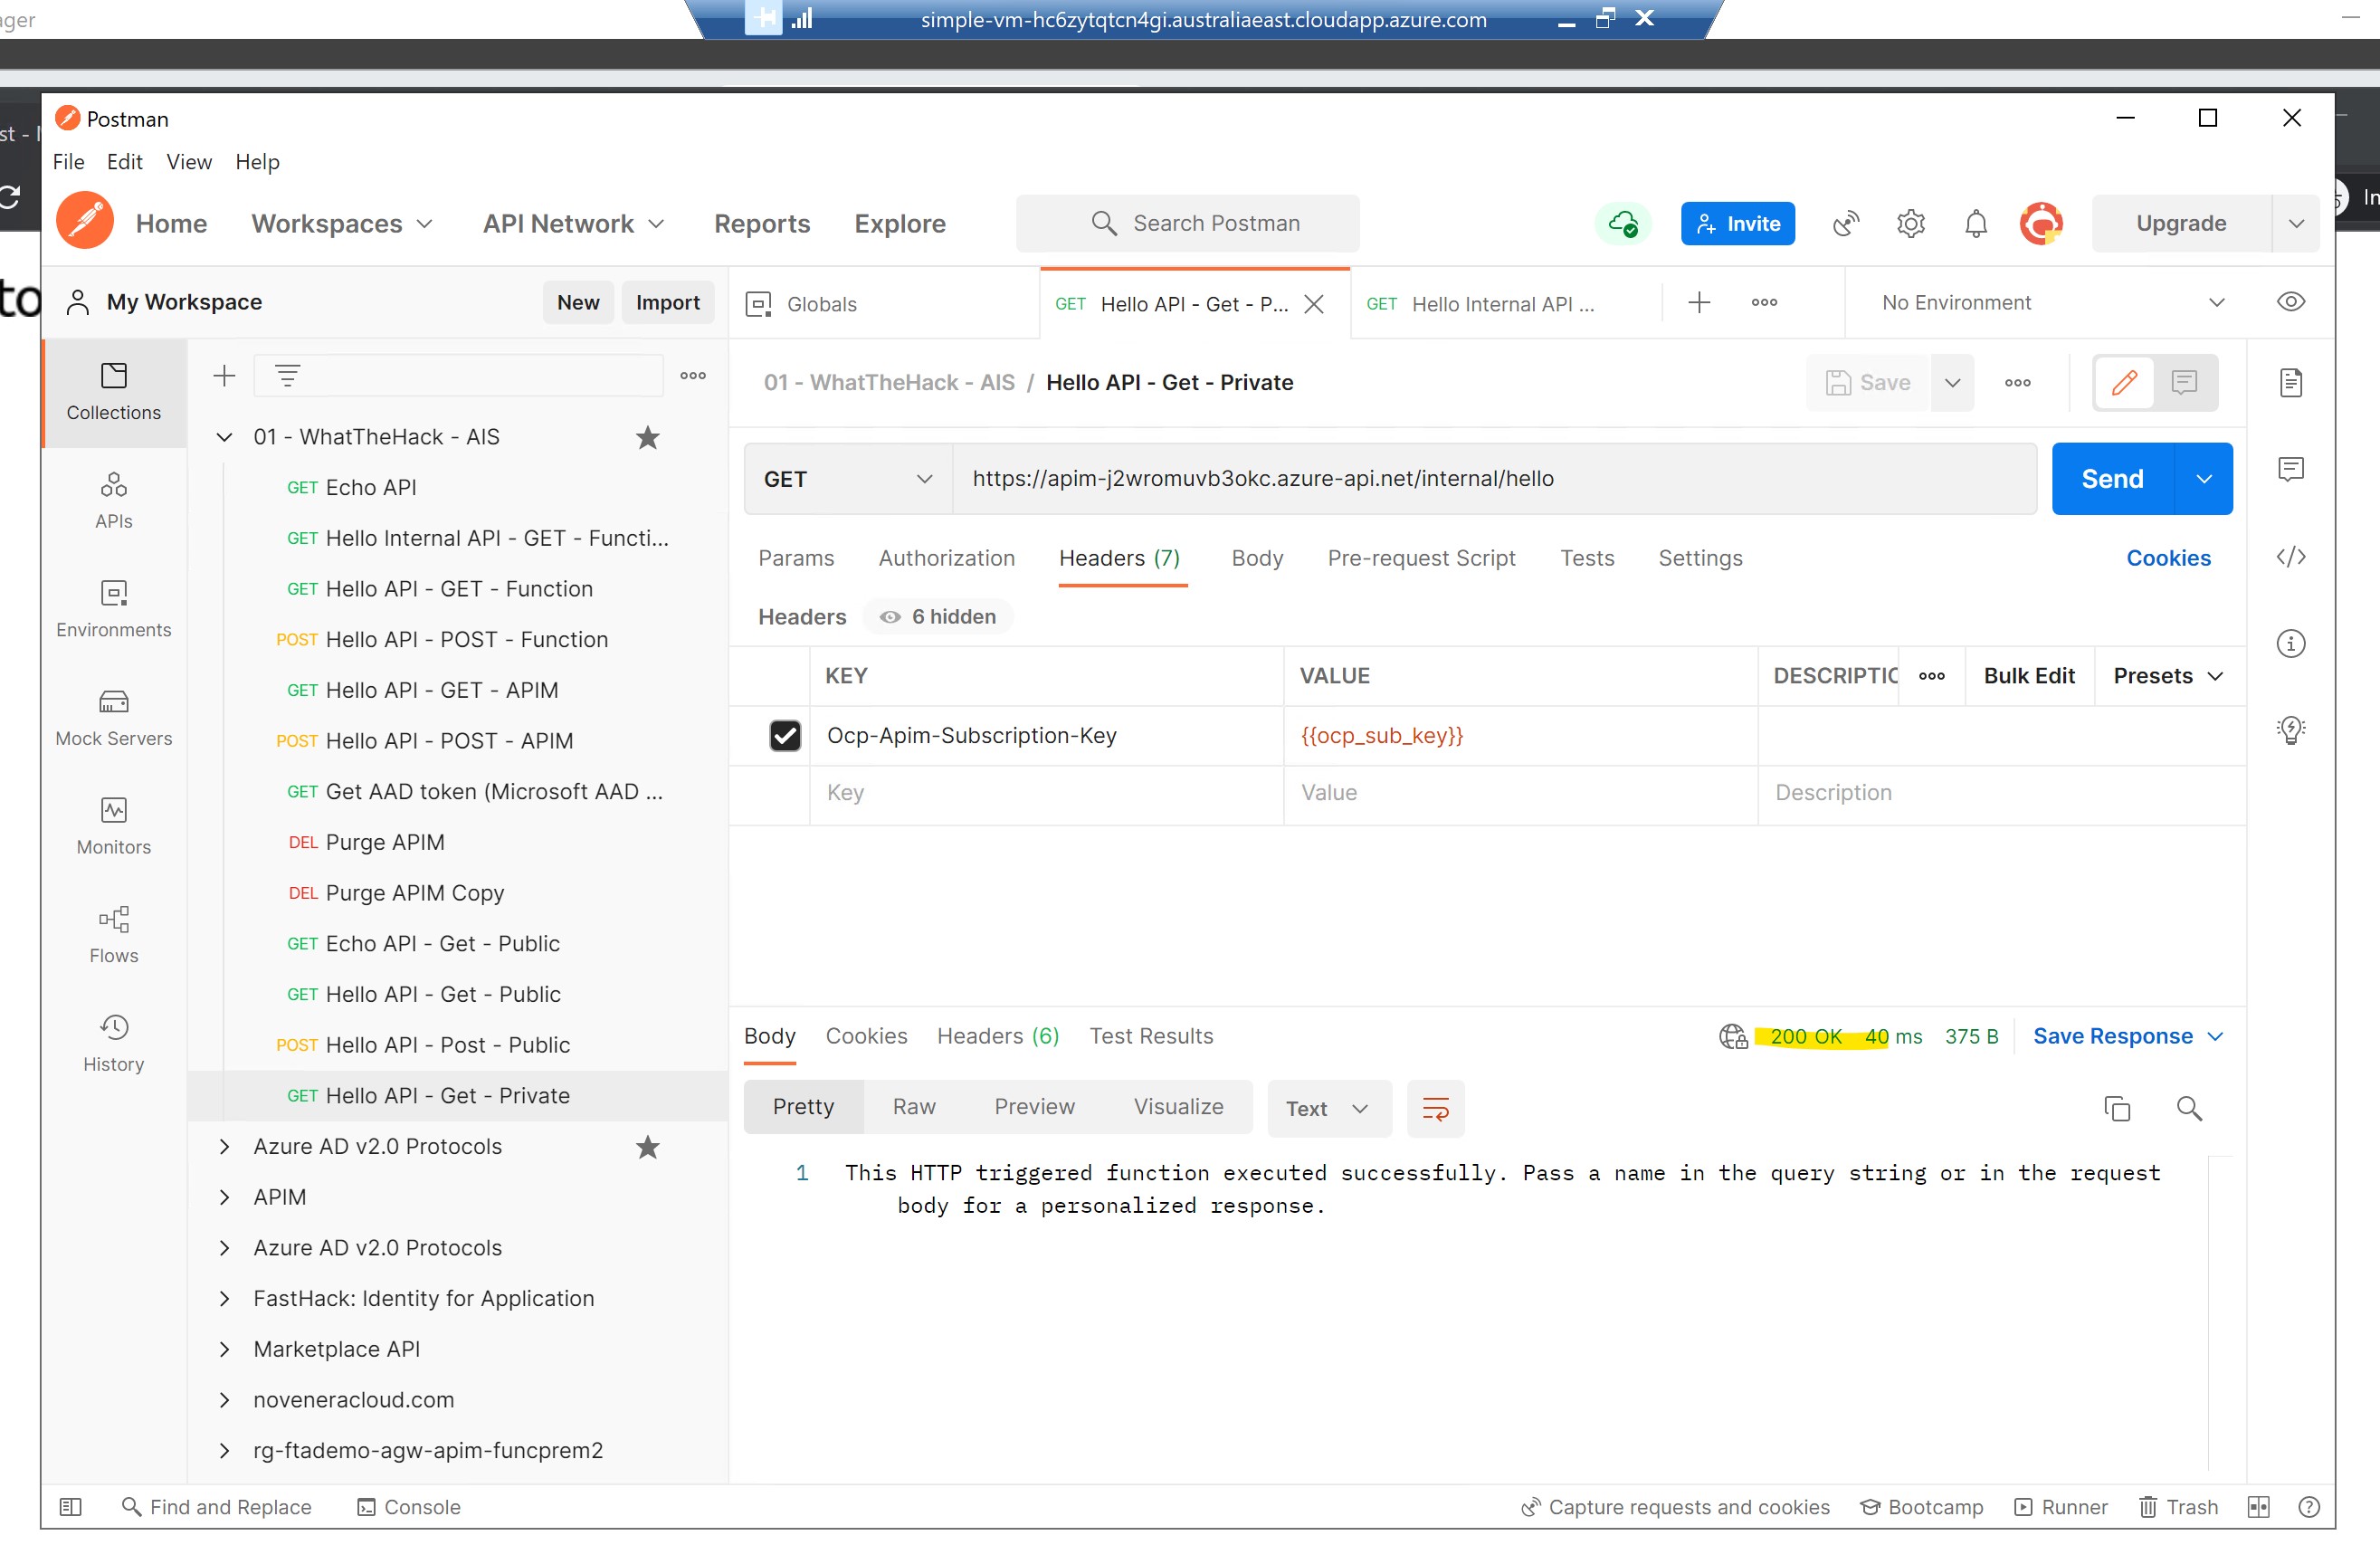 ager
simple-vm-hc6zytqtcn4gi.australiaeast.cloudapp.azure.com
st -
Postman
File Edit View Help
Home Workspaces API Network Reports Explore Search Postman Invite Upgrade
In
to
My Workspace New Import
Globals GET Hello API - Get - P... GET Hello Internal API ... No Environment
Collections
APIs
Environments
Mock Servers
Monitors
Flows
History
01 - WhatTheHack - AIS
GET Echo API
GET Hello Internal API - GET - Functi...
GET Hello API - GET - Function
POST Hello API - POST - Function
GET Hello API - GET - APIM
POST Hello API - POST - APIM
GET Get AAD token (Microsoft AAD ...
DEL Purge APIM
DEL Purge APIM Copy
GET Echo API - Get - Public
GET Hello API - Get - Public
POST Hello API - Post - Public
GET Hello API - Get - Private
Azure AD v2.0 Protocols
APIM
Azure AD v2.0 Protocols
FastHack: Identity for Application
Marketplace API
noveneracloud.com
rg-ftademo-agw-apim-funcprem2
01 - WhatTheHack - AIS / Hello API - Get - Private Save
GET https://apim-j2wromuvb3okc.azure-api.net/internal/hello Send
Params Authorization Headers (7) Body Pre-request Script Tests Settings Cookies
Headers 6 hidden
KEY VALUE DESCRIPTIC Bulk Edit Presets
Ocp-Apim-Subscription-Key {{ocp_sub_key}}
Key Value Description
Body Cookies Headers (6) Test Results 200 OK 40 ms 375 B Save Response
Pretty Raw Preview Visualize Text
1 This HTTP triggered function executed successfully. Pass a name in the query string or in the request
body for a personalized response.
Find and Replace Console Capture requests and cookies Bootcamp Runner Trash